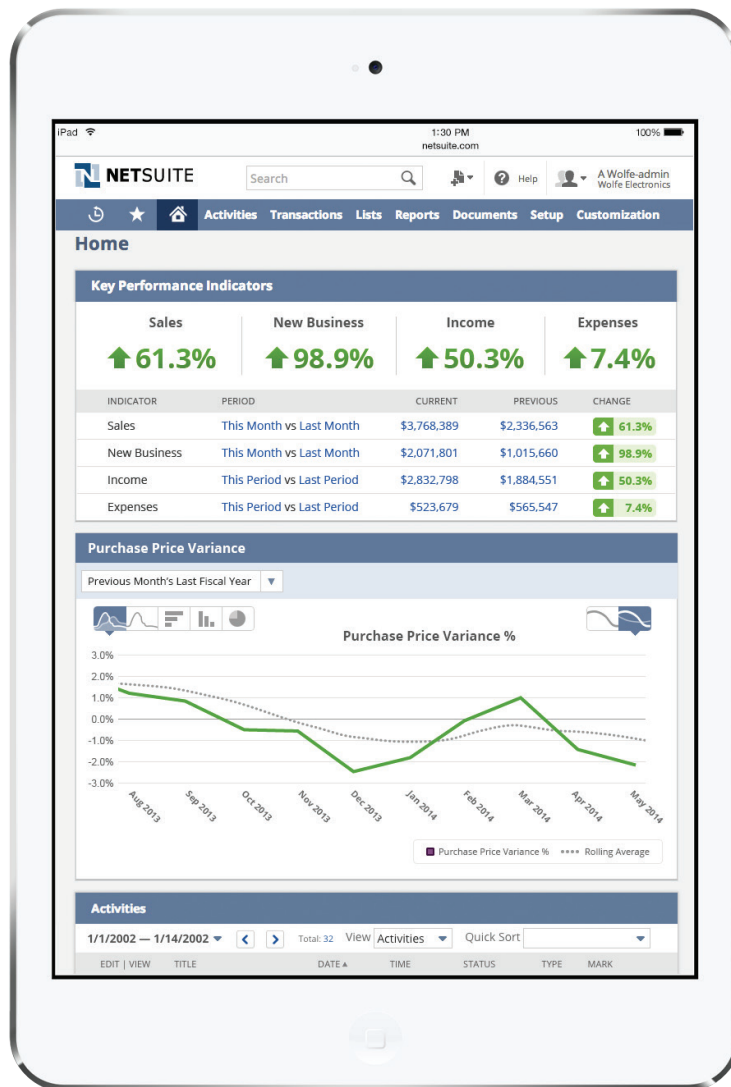 iPad 1:30 PM 100%
netsuite.com
NETSUITE Search Help A Wolfe-admin
Wolfe Electronics
Activities Transactions Lists Reports Documents Setup Customization
Home
Key Performance Indicators
Sales New Business Income Expenses
61.3% 98.9% 50.3% 7.4%
INDICATOR PERIOD CURRENT PREVIOUS CHANGE
Sales This Month vs Last Month $3,768,389 $2,336,563 61.3%
New Business This Month vs Last Month $2,071,801 $1,015,660 98.9%
Income This Period vs Last Period $2,832,798 $1,884,551 50.3%
Expenses This Period vs Last Period $523,679 $565,547 7.4%
Purchase Price Variance
Previous Month's Last Fiscal Year
Purchase Price Variance %
3.0%
2.0%
1.0%
0.0%
-1.0%
-2.0%
-3.0%
Aug 2013 Sep 2013 Oct 2013 Nov 2013 Dec 2013 Jan 2014 Feb 2014 Mar 2014 Apr 2014 May 2014
Purchase Price Variance % Rolling Average
Activities
1/1/2002 — 1/14/2002 Total: 32 View Activities Quick Sort
EDIT | VIEW TITLE DATE TIME STATUS TYPE MARK